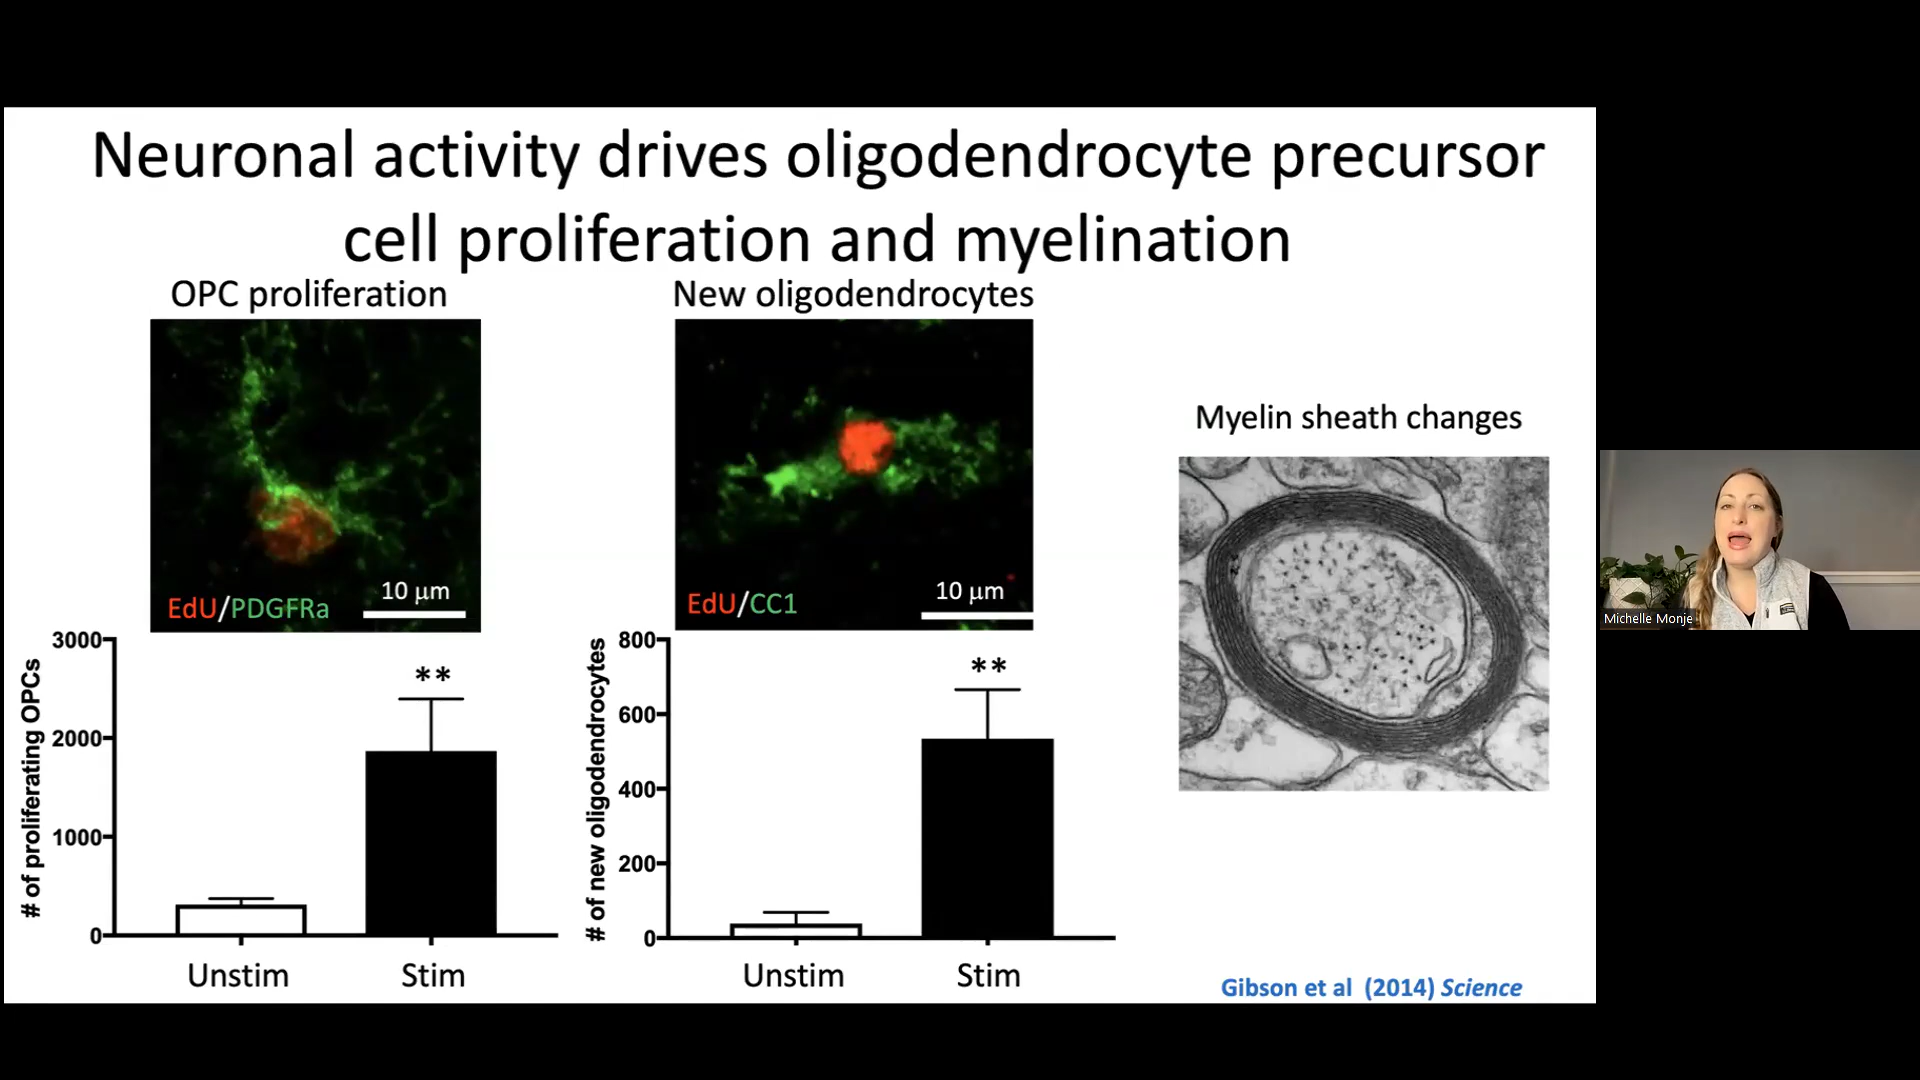 Neuronal activity drives oligodendrocyte precursor
cell proliferation and myelination
OPC proliferation
EdU/PDGFRa
10 µm
# of proliferating OPCs
3000
2000
1000
0
**
Unstim
Stim
New oligodendrocytes
EdU/CC1
10 µm
# of new oligodendrocytes
800
600
400
200
0
**
Unstim
Stim
Myelin sheath changes
Gibson et al (2014) Science
Michelle Monje